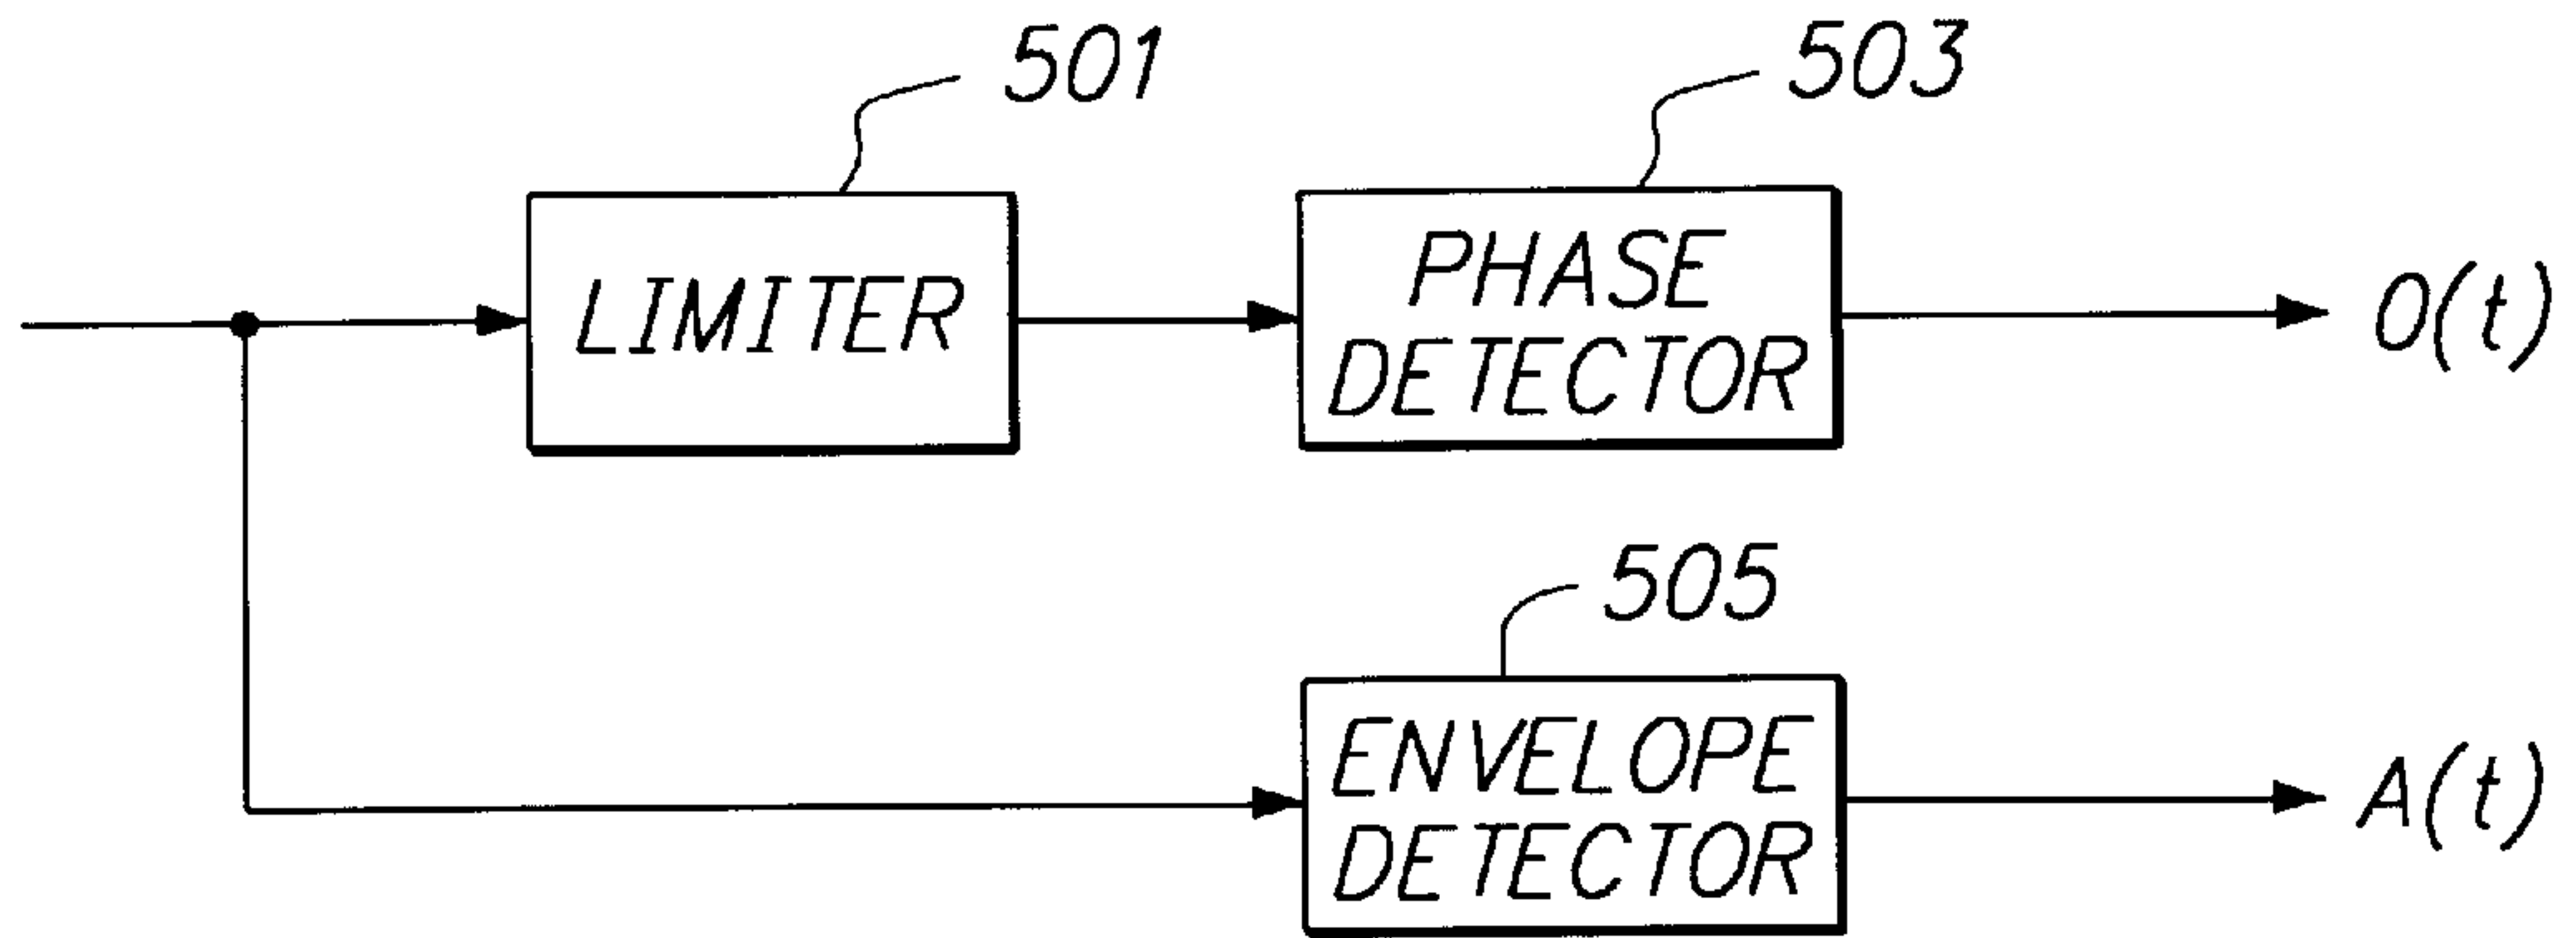 501
503
LIMITER
PHASE
DETECTOR
O(t)
505
ENVELOPE
DETECTOR
A(t)